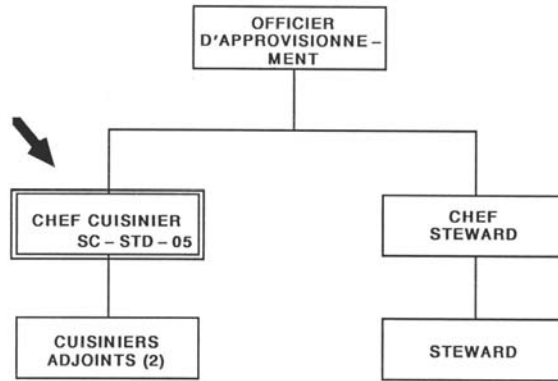 OFFICIER
D'APPROVISIONNE-
MENT
CHEF CUISINIER
SC-STD-05
CHEF
STEWARD
CUISINIERS
ADJOINTS (2)
STEWARD